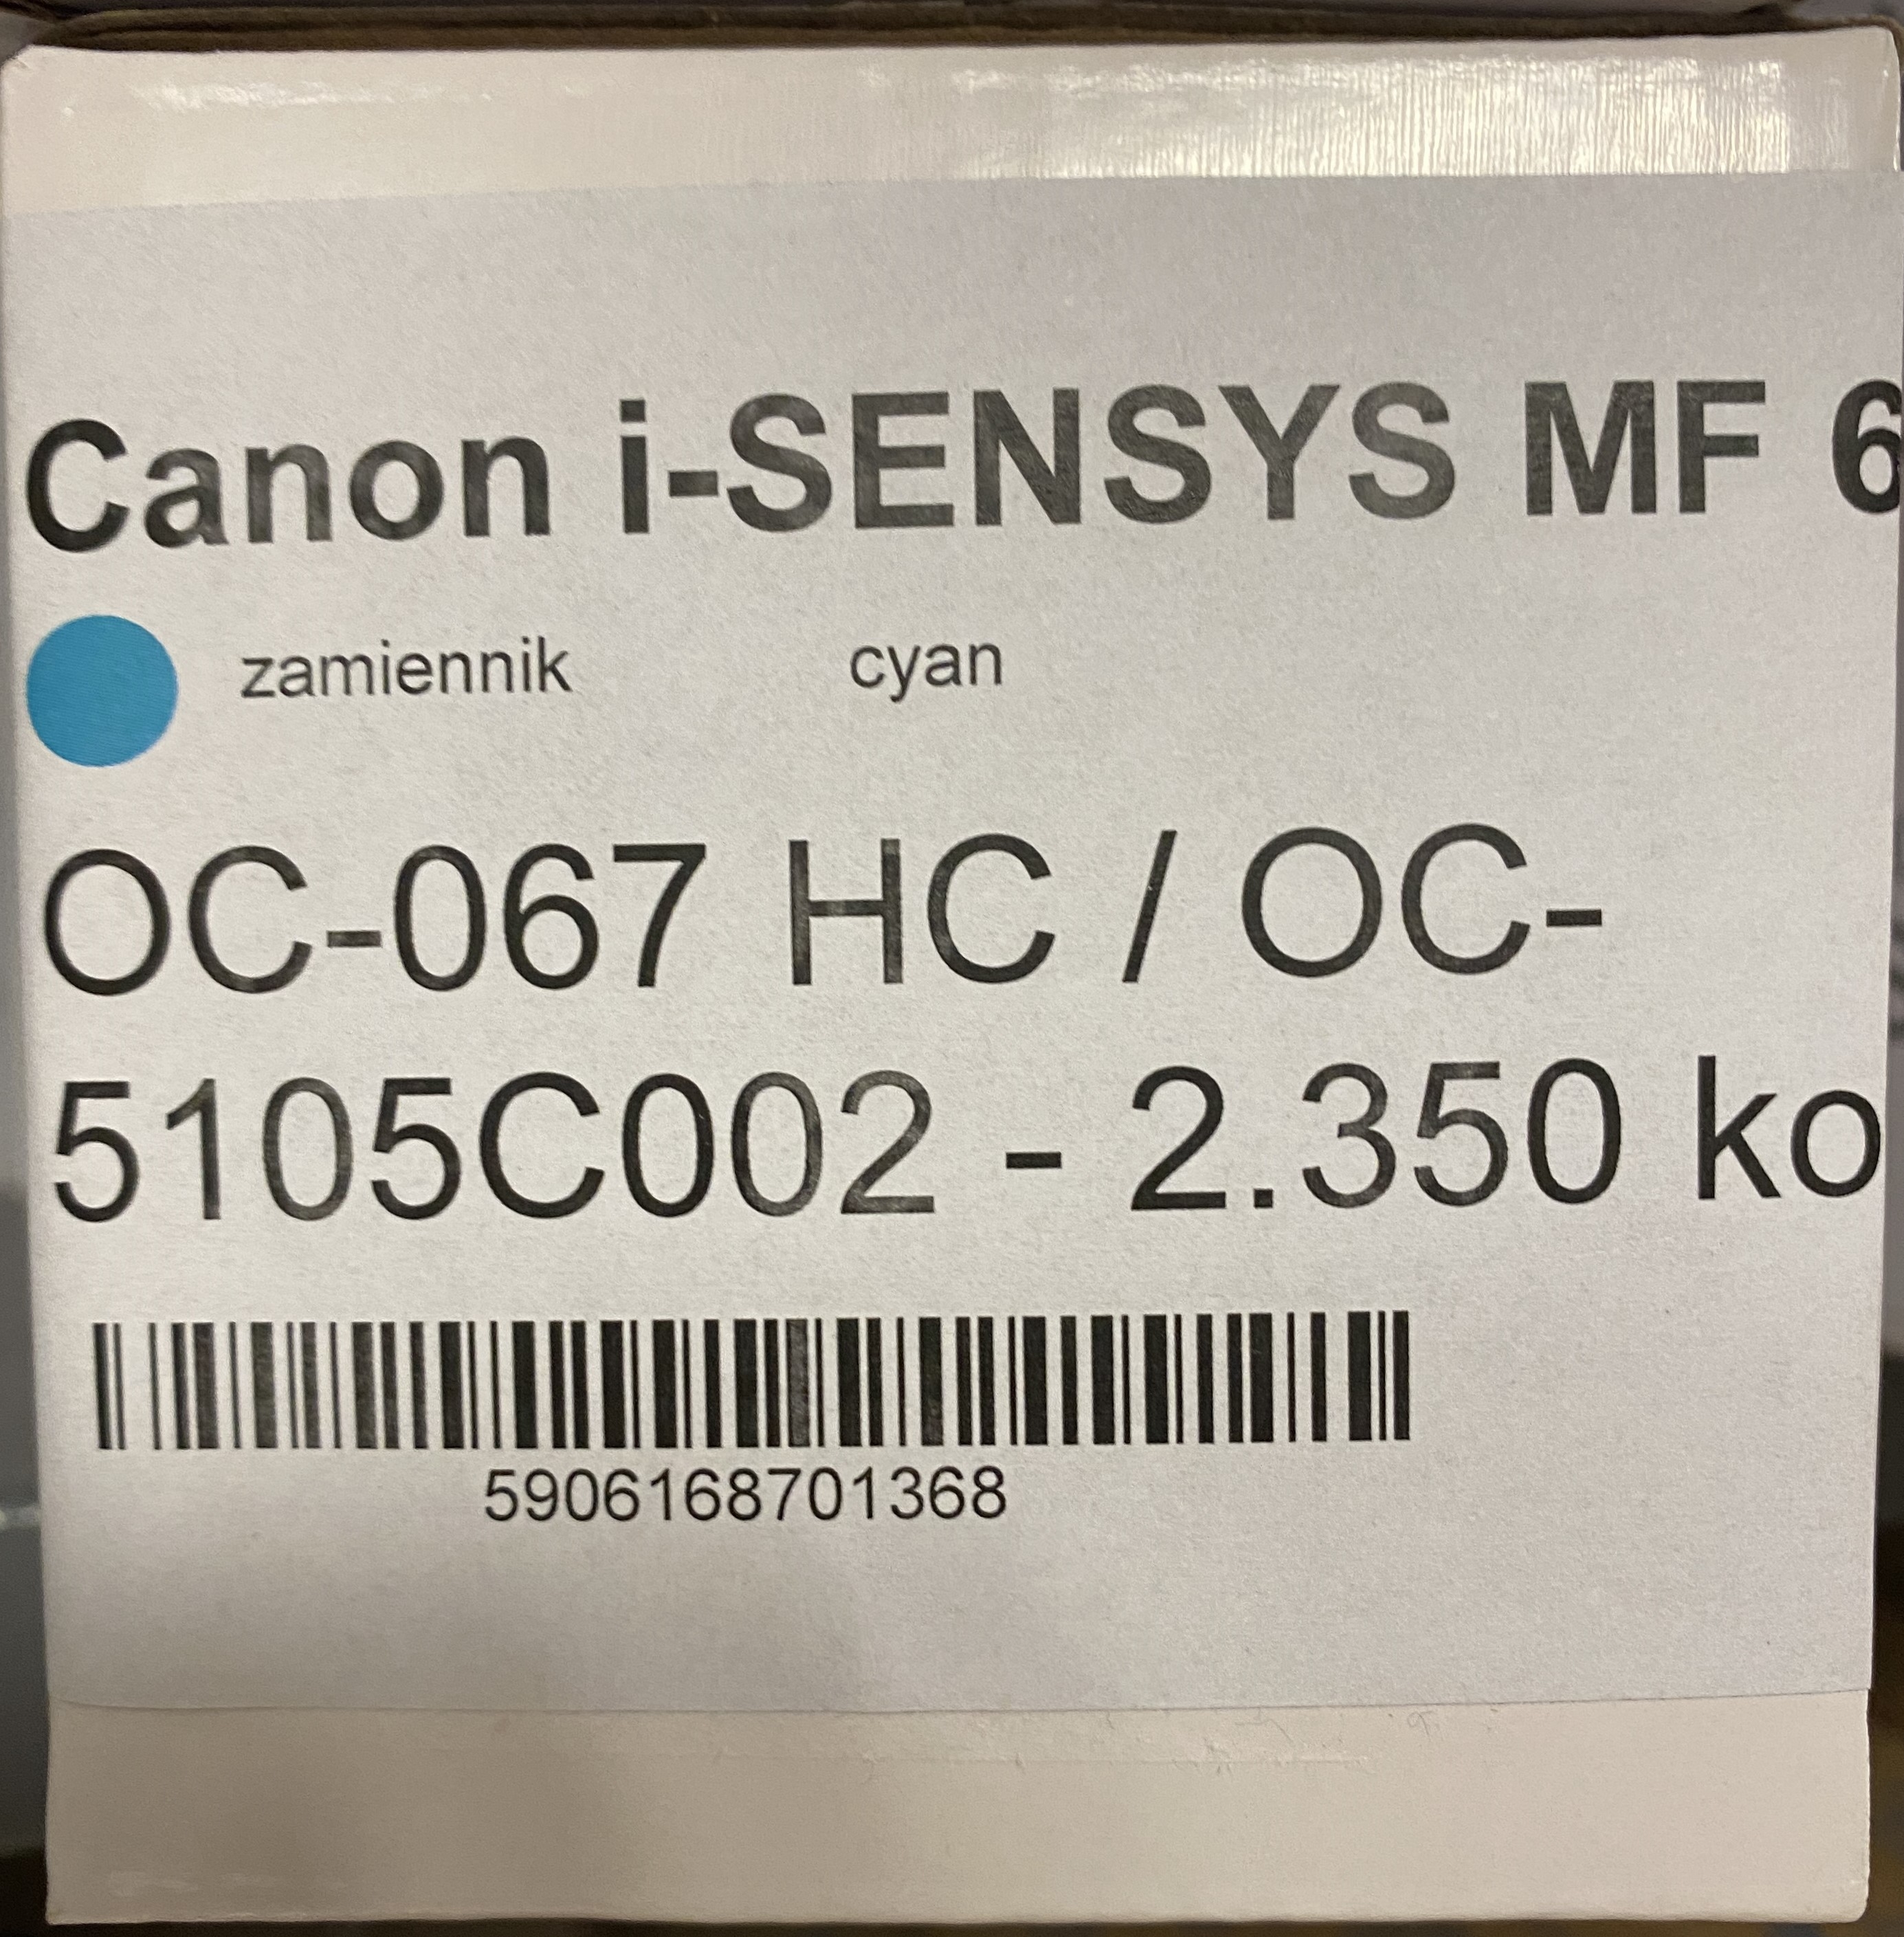 Canon i-SENSYS MF 6
zamiennik cyan
OC-067 HC / OC-
5105C002 - 2.350 ko
5906168701368